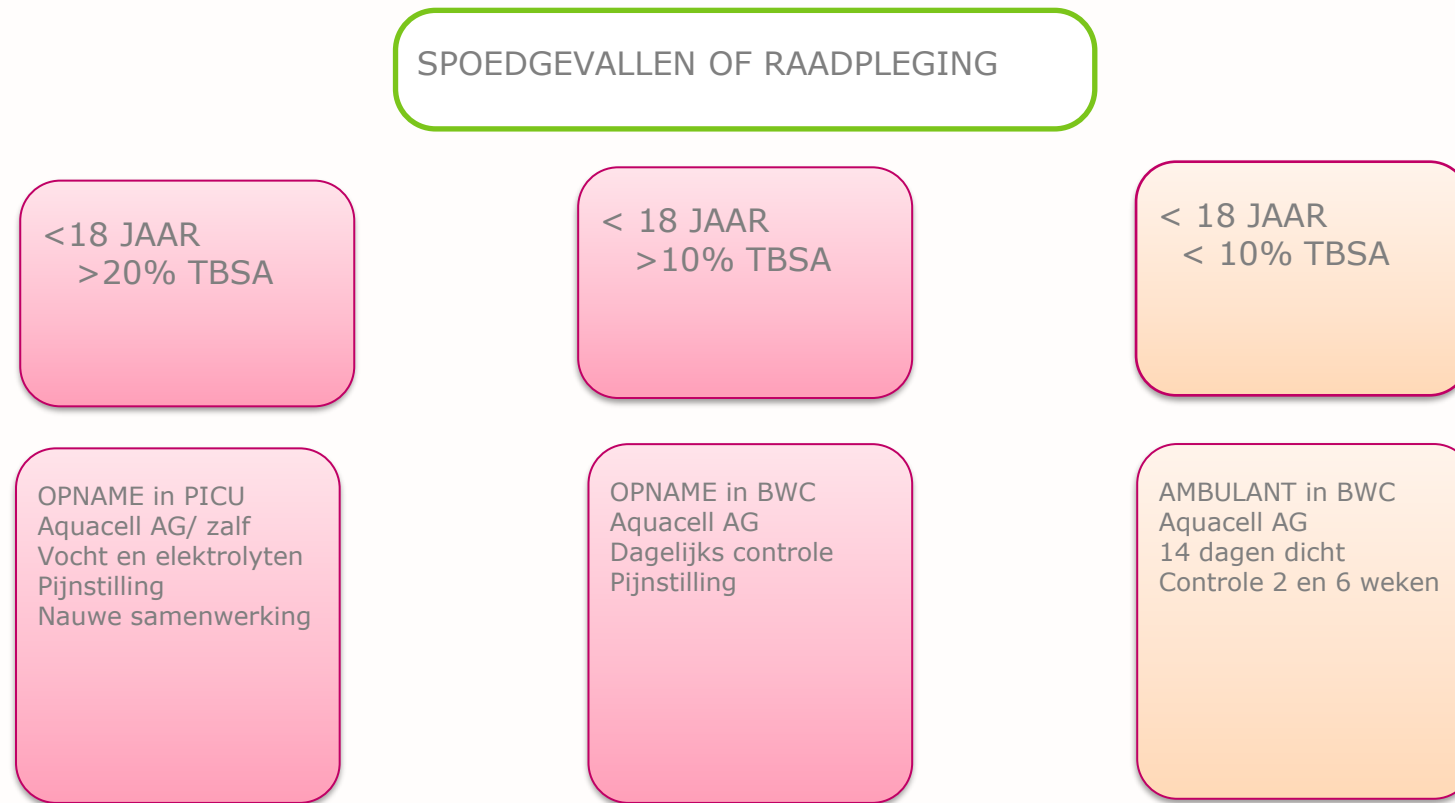 SPOEDGEVALLEN OF RAADPLEGING
<18 JAAR
>20% TBSA
< 18 JAAR
>10% TBSA
< 18 JAAR
< 10% TBSA
OPNAME in PICU
Aquacell AG/ zalf
Vocht en elektrolyten
Pijnstilling
Nauwe samenwerking
OPNAME in BWC
Aquacell AG
Dagelijks controle
Pijnstilling
AMBULANT in BWC
Aquacell AG
14 dagen dicht
Controle 2 en 6 weken